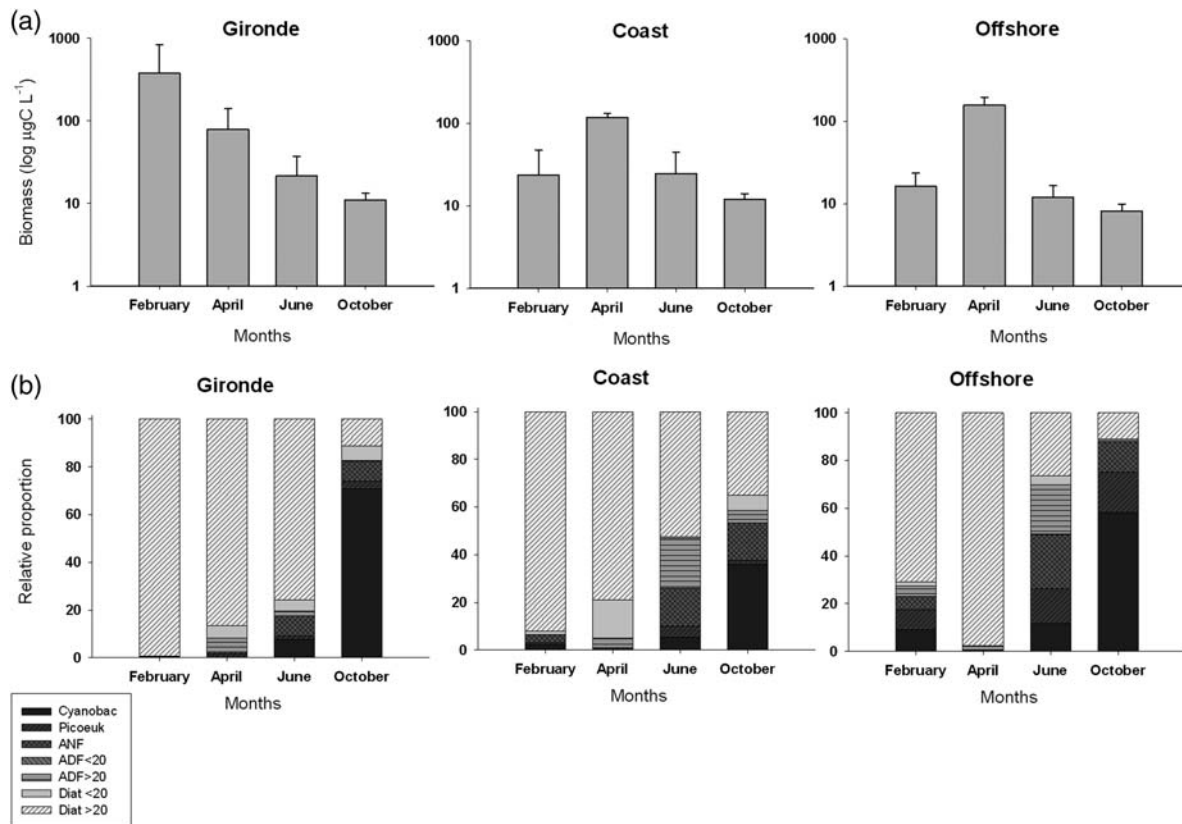 (a)
Gironde
Coast
Offshore
Biomass (log µgC L⁻¹)
1000
100
10
1
February April June October
Months
1000
100
10
1
February April June October
Months
1000
100
10
1
February April June October
Months
(b)
Gironde
Coast
Offshore
Relative proportion
100
80
60
40
20
0
February April June October
Months
100
80
60
40
20
0
February April June October
Months
100
80
60
40
20
0
February April June October
Months
Cyanobac
Picoeuk
ANF
ADF<20
ADF>20
Diat <20
Diat >20